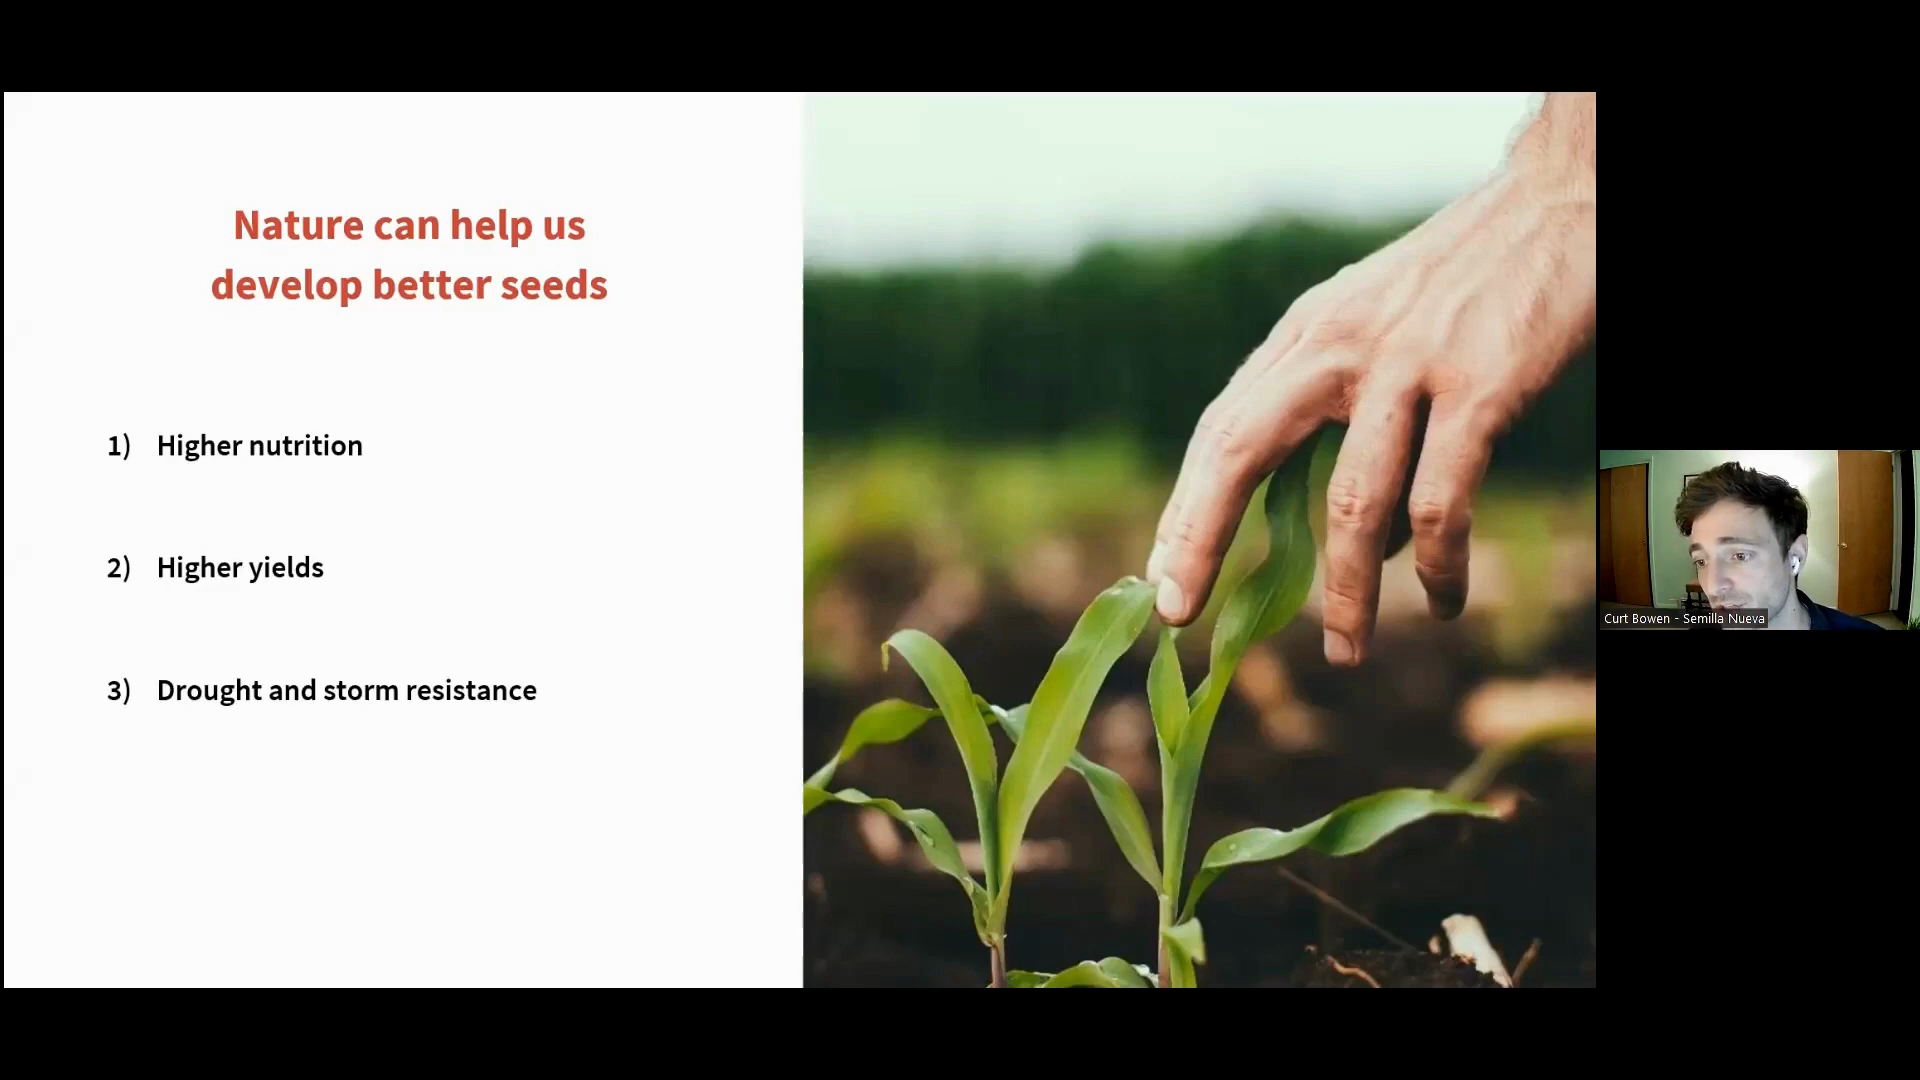 Nature can help us
develop better seeds
1) Higher nutrition
2) Higher yields
3) Drought and storm resistance
Curt Bowen - Semilla Nueva